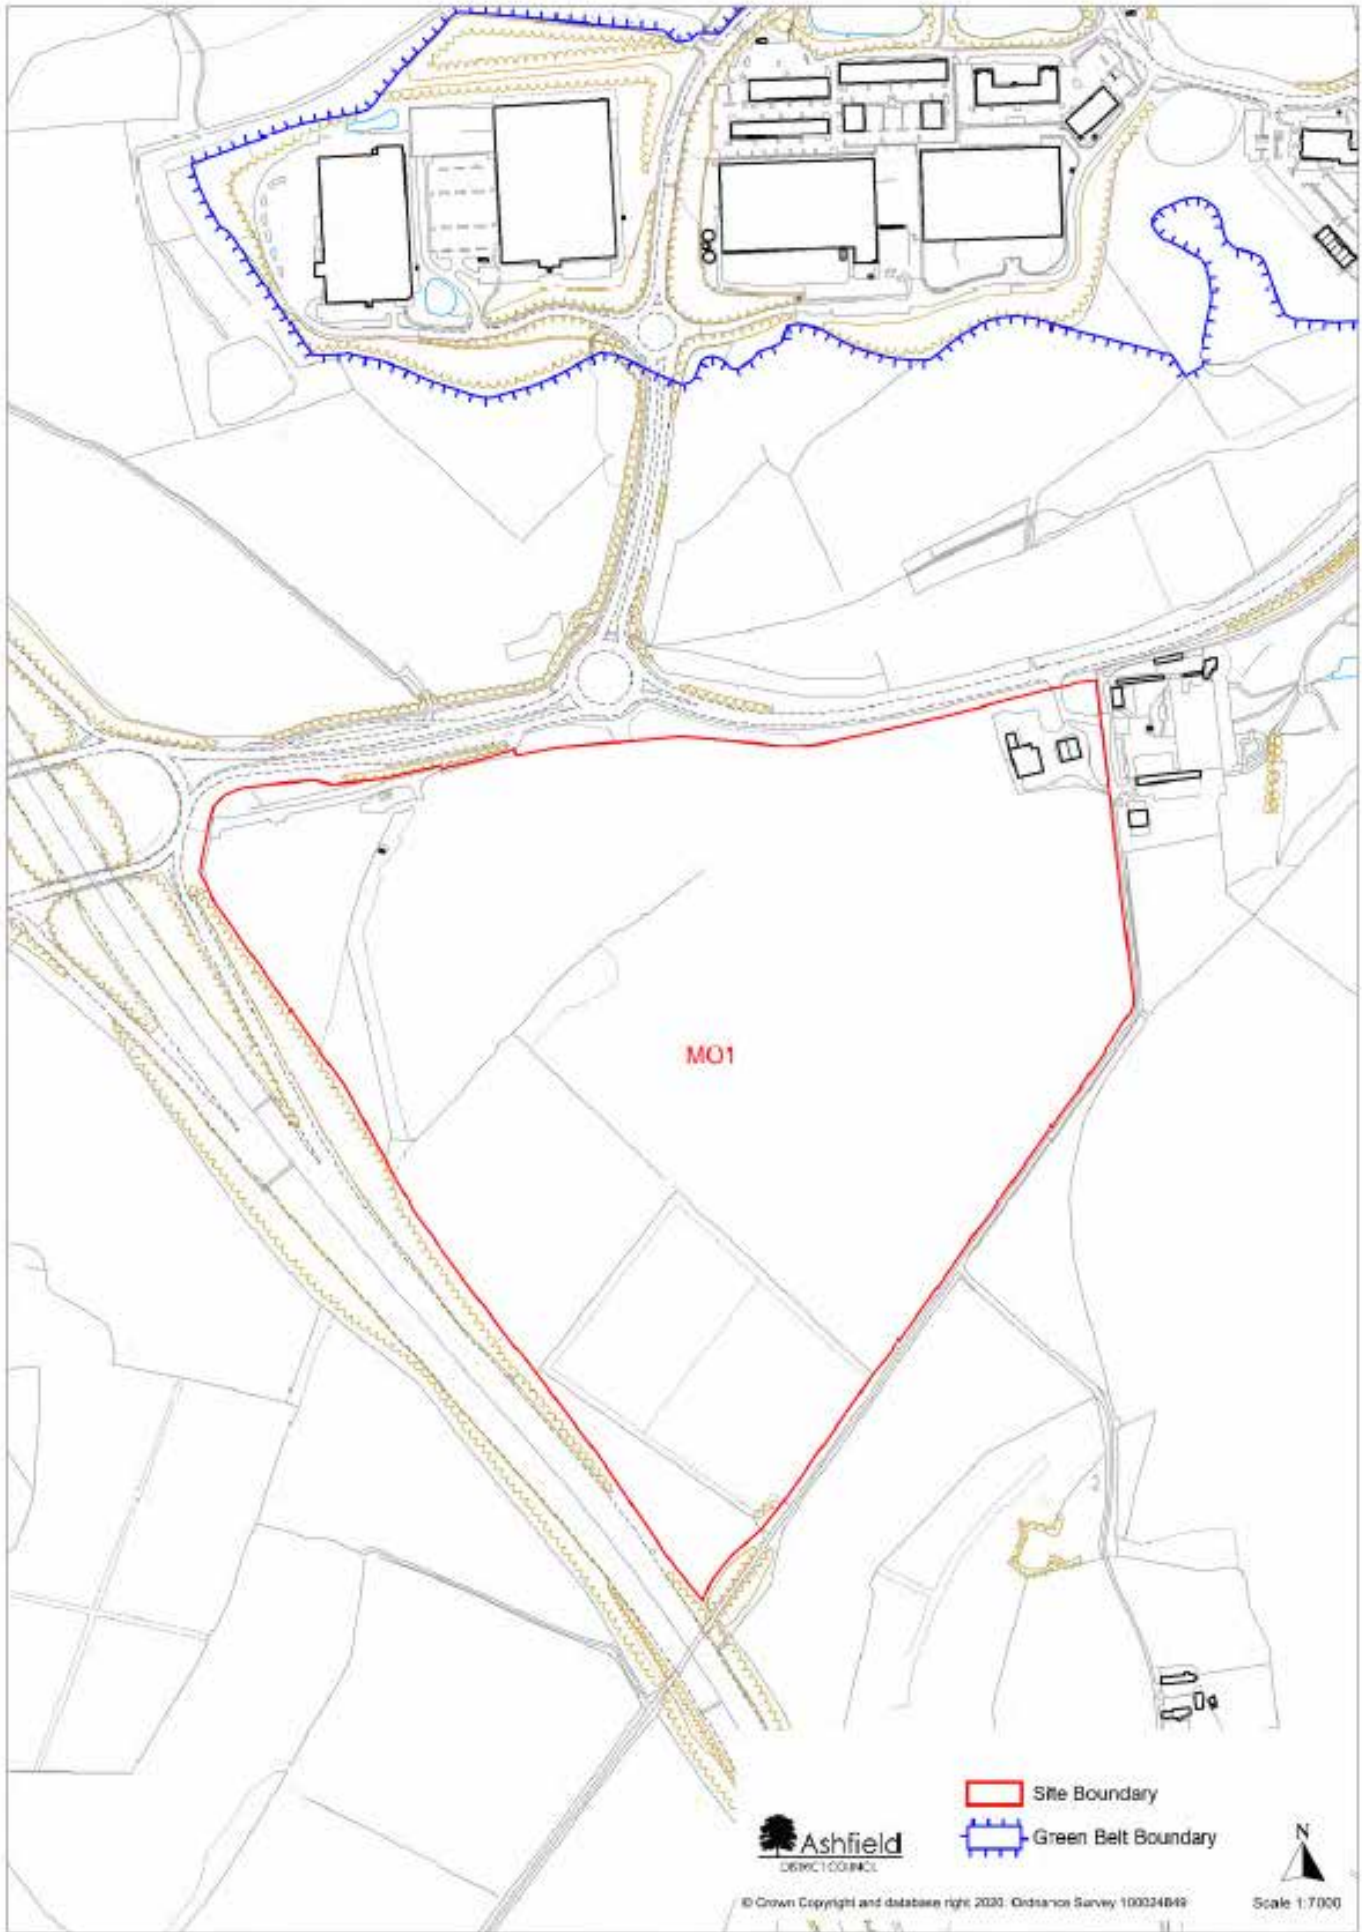 MO1
Site Boundary
Green Belt Boundary
Ashfield
DISTRICT COUNCIL
N
© Crown Copyright and database right 2020. Ordnance Survey 100024849
Scale 1:7000